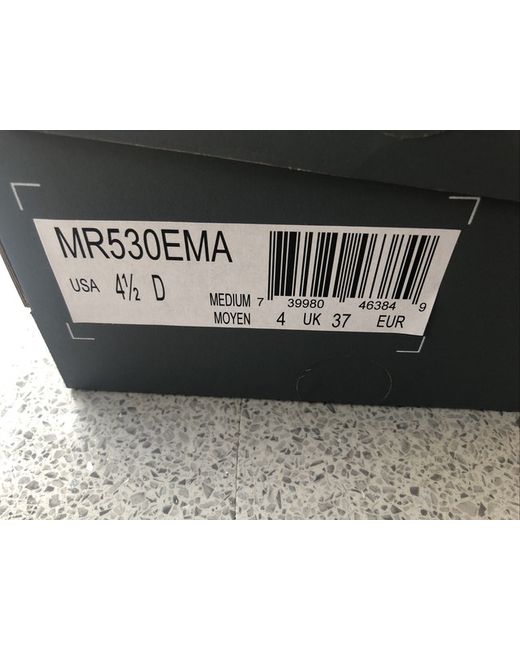 MR530EMA
USA 4½ D
MEDIUM 7 39980 46384 9
MOYEN 4 UK 37 EUR